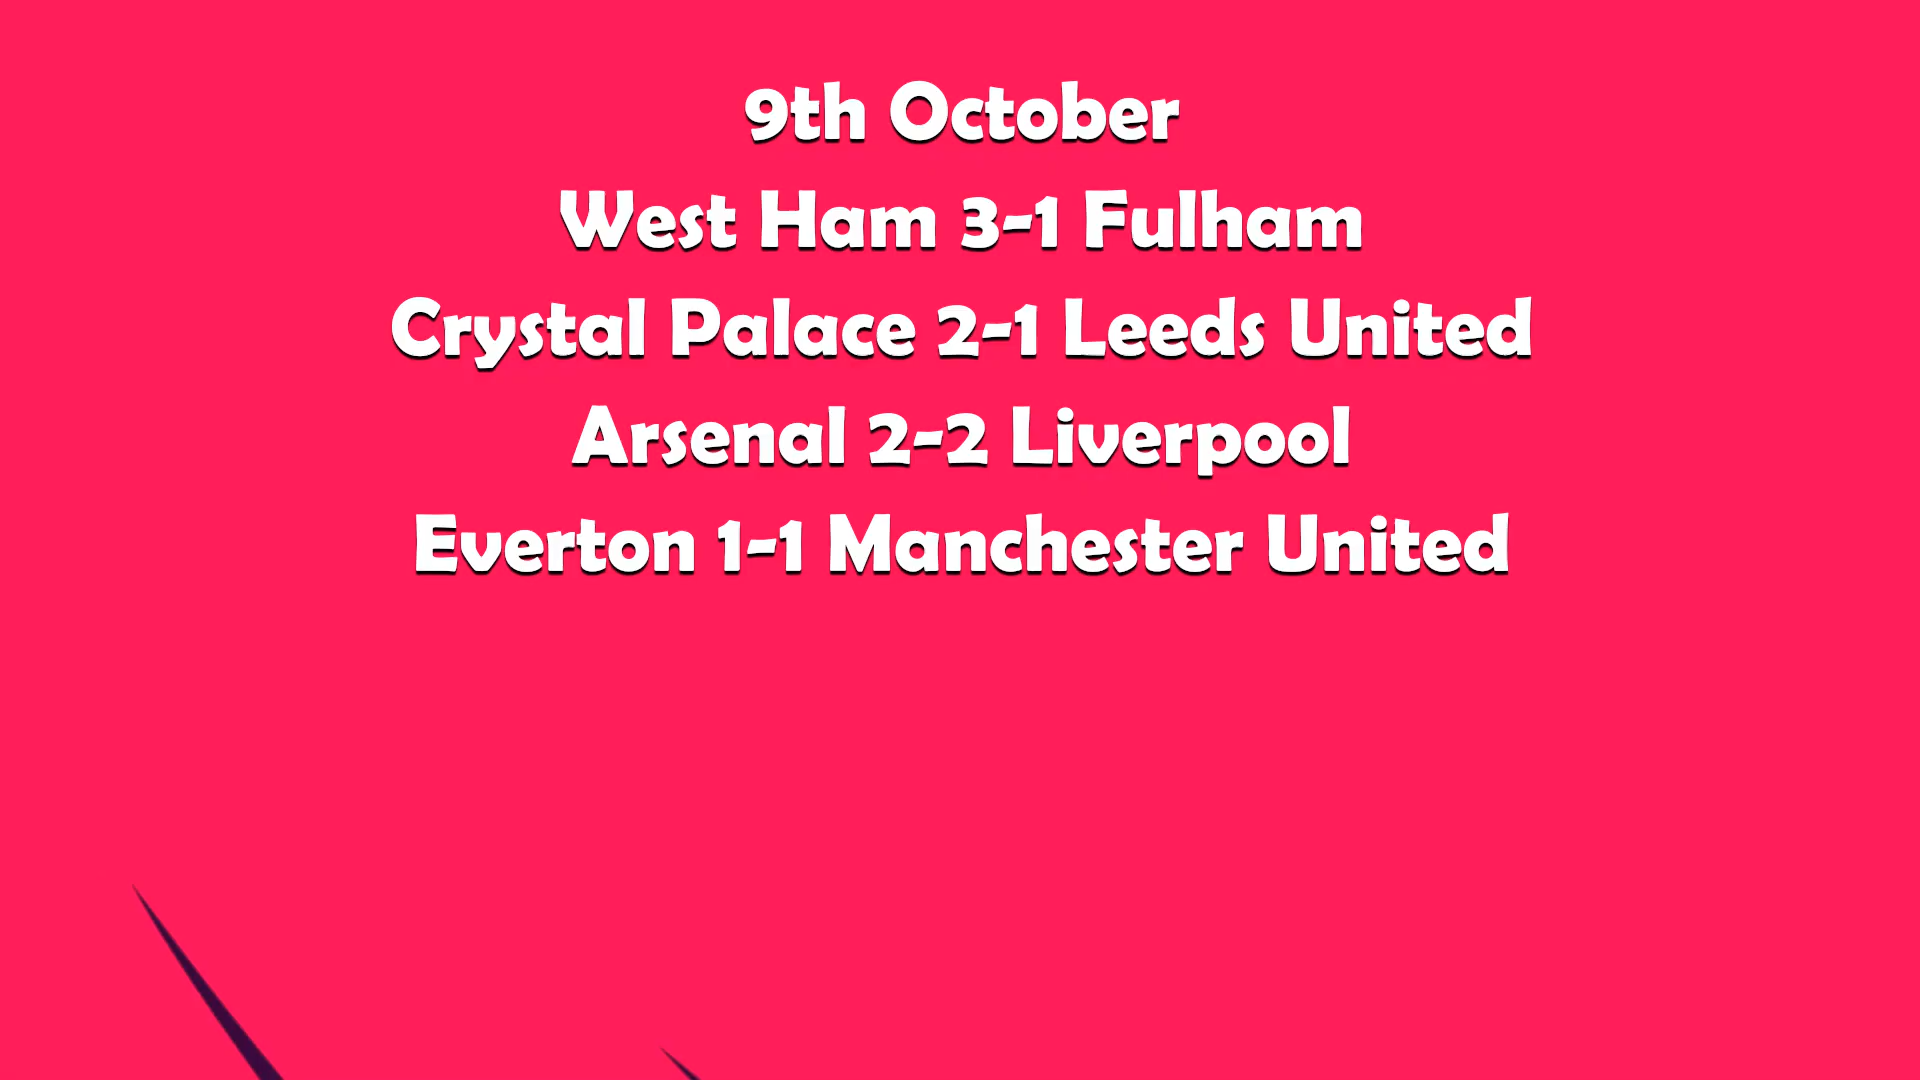 9th October
West Ham 3-1 Fulham
Crystal Palace 2-1 Leeds United
Arsenal 2-2 Liverpool
Everton 1-1 Manchester United